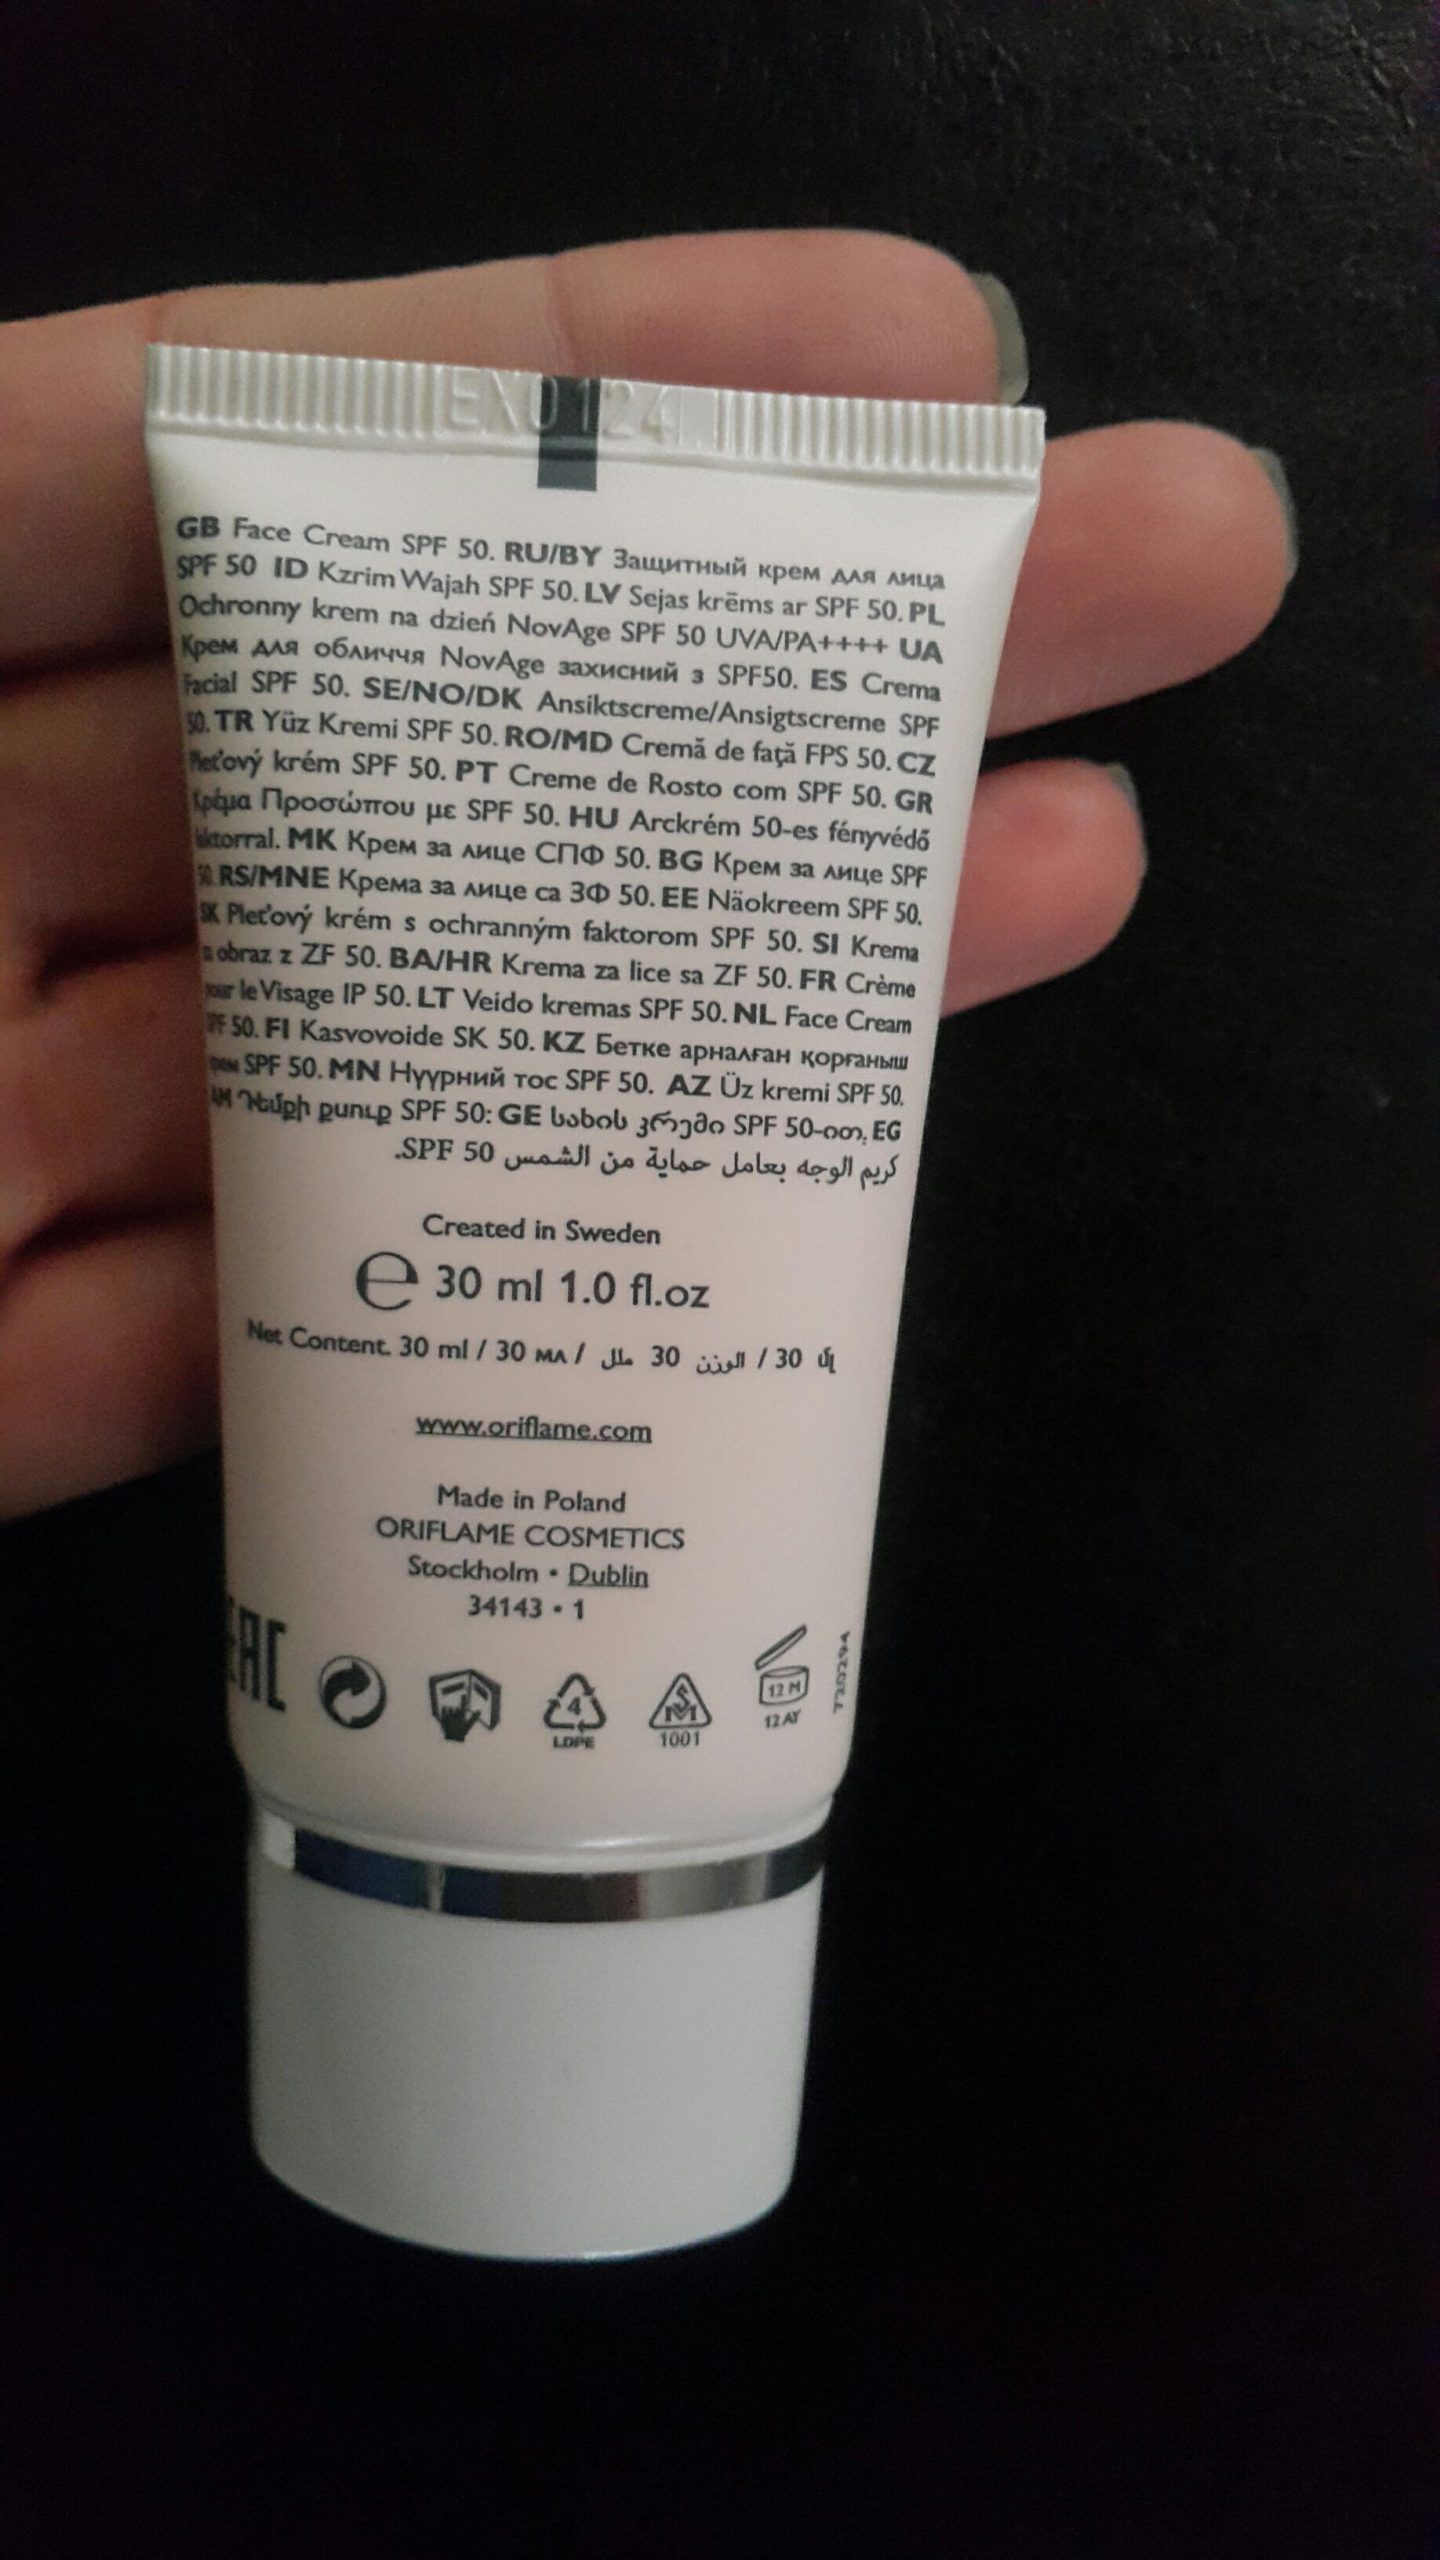 GB Face Cream SPF 50. RU/BY Защитный крем для лица
SPF 50 ID Kzrim Wajah SPF 50. LV Sejas krēms ar SPF 50. PL
Ochronny krem na dzień NovAge SPF 50 UVA/PA++++ UA
Крем для обличчя NovAge захисний з SPF50. ES Crema
Facial SPF 50. SE/NO/DK Ansiktscreme/Ansigtscreme SPF
50. TR Yüz Kremi SPF 50. RO/MD Cremă de faţă FPS 50. CZ
Pleťový krém SPF 50. PT Creme de Rosto com SPF 50. GR
Κρέμα Προσώπου με SPF 50. HU Arckrém 50-es fényvédő
faktorral. MK Крем за лице СПФ 50. BG Крем за лице SPF
50. RS/MNE Крема за лице са ЗФ 50. EE Näokreem SPF 50.
SK Pleťový krém s ochranným faktorom SPF 50. SI Krema
za obraz z ZF 50. BA/HR Krema za lice sa ZF 50. FR Crème
pour le Visage IP 50. LT Veido kremas SPF 50. NL Face Cream
SPF 50. FI Kasvovoide SK 50. KZ Бетке арналған қорғаныш
крем SPF 50. MN Нүүрний тос SPF 50. AZ Üz kremi SPF 50.
AM Դեմքի քսուք SPF 50: GE სახის კრემი SPF 50-ით. EG
كريم الوجه بعامل حماية من الشمس SPF 50.
Created in Sweden
℮ 30 ml 1.0 fl.oz
Net Content. 30 ml / 30 мл / الوزن 30 ملل / 30 մլ
www.oriflame.com
Made in Poland
ORIFLAME COSMETICS
Stockholm • Dublin
34143 • 1
EAC
4
LDPE
SM
1001
12 M
12 AY
720294